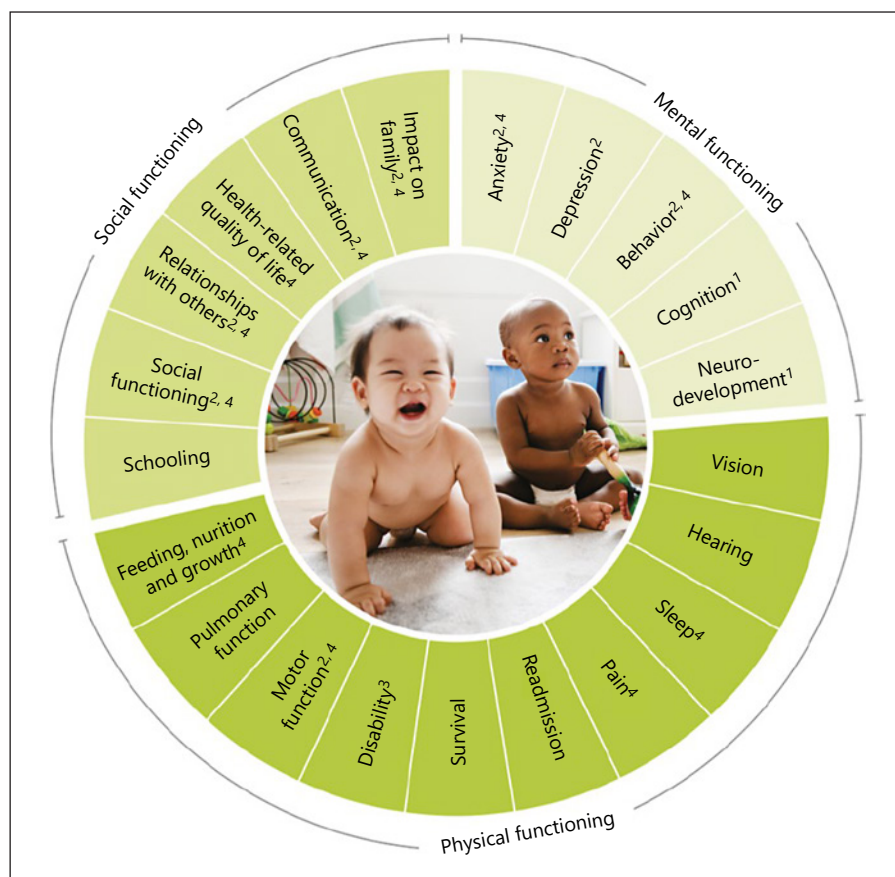 Social functioning
Mental functioning
Physical functioning
Impact on
family2, 4
Communication2, 4
Health-related
quality of life4
Relationships
with others2, 4
Social
functioning2, 4
Schooling
Anxiety2, 4
Depression2
Behavior2, 4
Cognition1
Neuro-
development1
Vision
Hearing
Sleep4
Pain4
Readmission
Survival
Disability3
Motor
function2, 4
Pulmonary
function
Feeding, nurition
and growth4